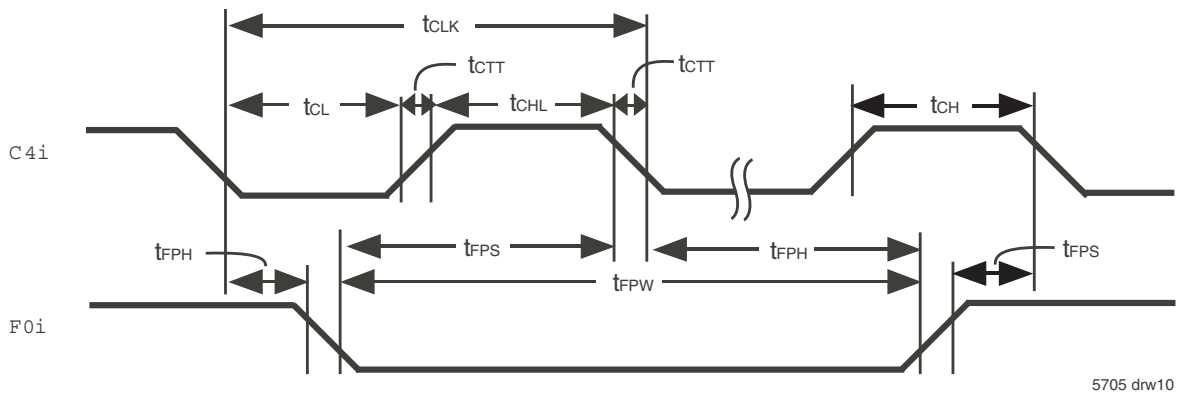 tCLK
tCTT
tCTT
tCL
tCHL
tCH
C4i
tFPH
tFPS
tFPH
tFPS
tFPW
F0i
5705 drw10